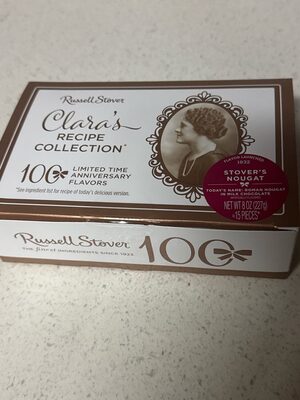 Russell Stover
Clara's
RECIPE
COLLECTION
100 LIMITED TIME
ANNIVERSARY
FLAVORS
*See ingredient list for recipe of today's delicious version.
FLAVOR LAUNCHED
1932
STOVER'S
NOUGAT
TODAY'S NAME: ROMAN NOUGAT
IN MILK CHOCOLATE
NET WT 8 OZ (227g)
≈15 PIECES*
Russell Stover 100
THE finest INGREDIENTS SINCE 1923